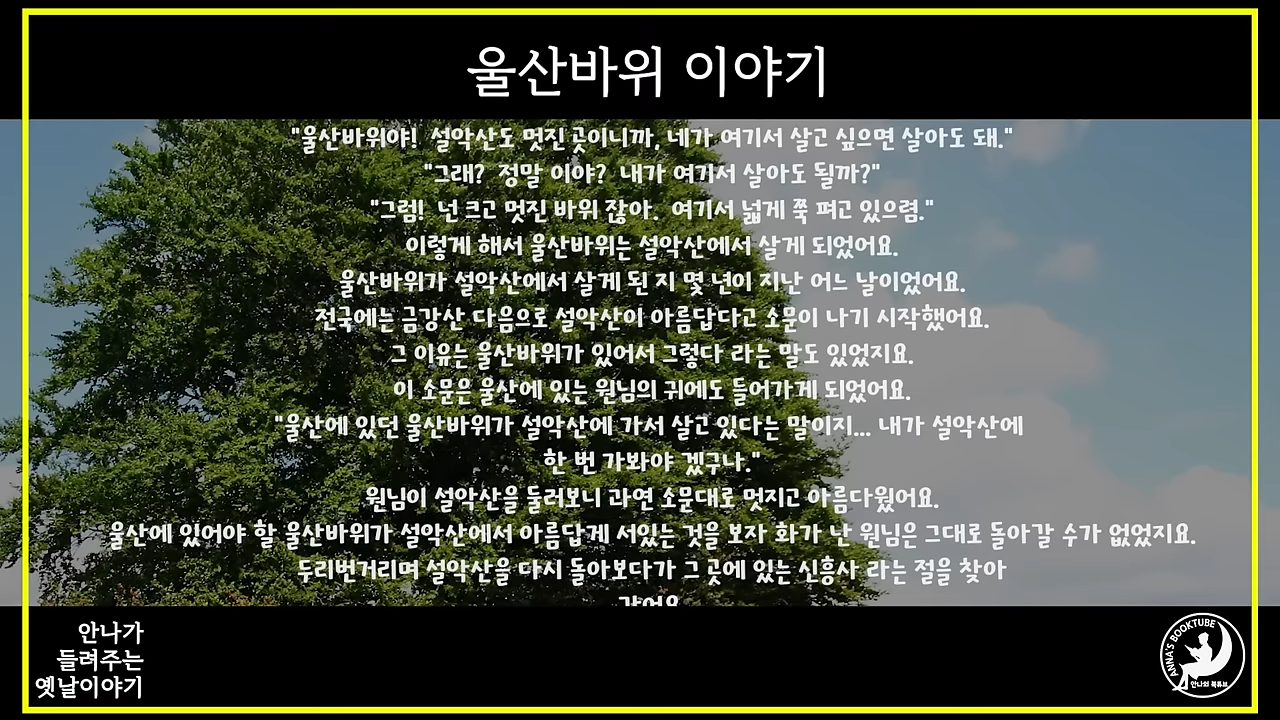 울산바위 이야기
"울산바위야! 설악산도 멋진 곳이니까, 네가 여기서 살고 싶으면 살아도 돼."
"그래? 정말 이야? 내가 여기서 살아도 될까?"
"그럼! 넌 크고 멋진 바위 잖아. 여기서 넓게 쭉 펴고 있으렴."
이렇게 해서 울산바위는 설악산에서 살게 되었어요.
울산바위가 설악산에서 살게 된 지 몇 년이 지난 어느 날이었어요.
전국에는 금강산 다음으로 설악산이 아름답다고 소문이 나기 시작했어요.
그 이유는 울산바위가 있어서 그렇다 라는 말도 있었지요.
이 소문은 울산에 있는 원님의 귀에도 들어가게 되었어요.
"울산에 있던 울산바위가 설악산에 가서 살고 있다는 말이지... 내가 설악산에
한 번 가봐야 겠구나."
원님이 설악산을 둘러보니 과연 소문대로 멋지고 아름다웠어요.
울산에 있어야 할 울산바위가 설악산에서 아름답게 서있는 것을 보자 화가 난 원님은 그대로 돌아갈 수가 없었지요.
두리번거리며 설악산을 다시 돌아보다가 그 곳에 있는 신흥사 라는 절을 찾아
안나가
들려주는
옛날이야기
ANNA'S BOOKTUBE
안나의 북튜브